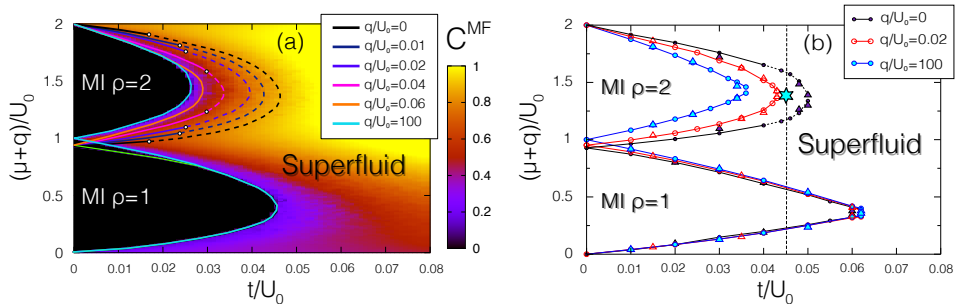 (a)
q/U₀=0
q/U₀=0.01
q/U₀=0.02
q/U₀=0.04
q/U₀=0.06
q/U₀=100
MI ρ=2
Superfluid
MI ρ=1
(μ+q)/U₀
2
1.5
1
0.5
0
0 0.01 0.02 0.03 0.04 0.05 0.06 0.07 0.08
t/U₀
C^MF
1
0.8
0.6
0.4
0.2
0
(b)
q/U₀=0
q/U₀=0.02
q/U₀=100
MI ρ=2
Superfluid
MI ρ=1
(μ+q)/U₀
2
1.5
1
0.5
0
0 0.01 0.02 0.03 0.04 0.05 0.06 0.07 0.08
t/U₀